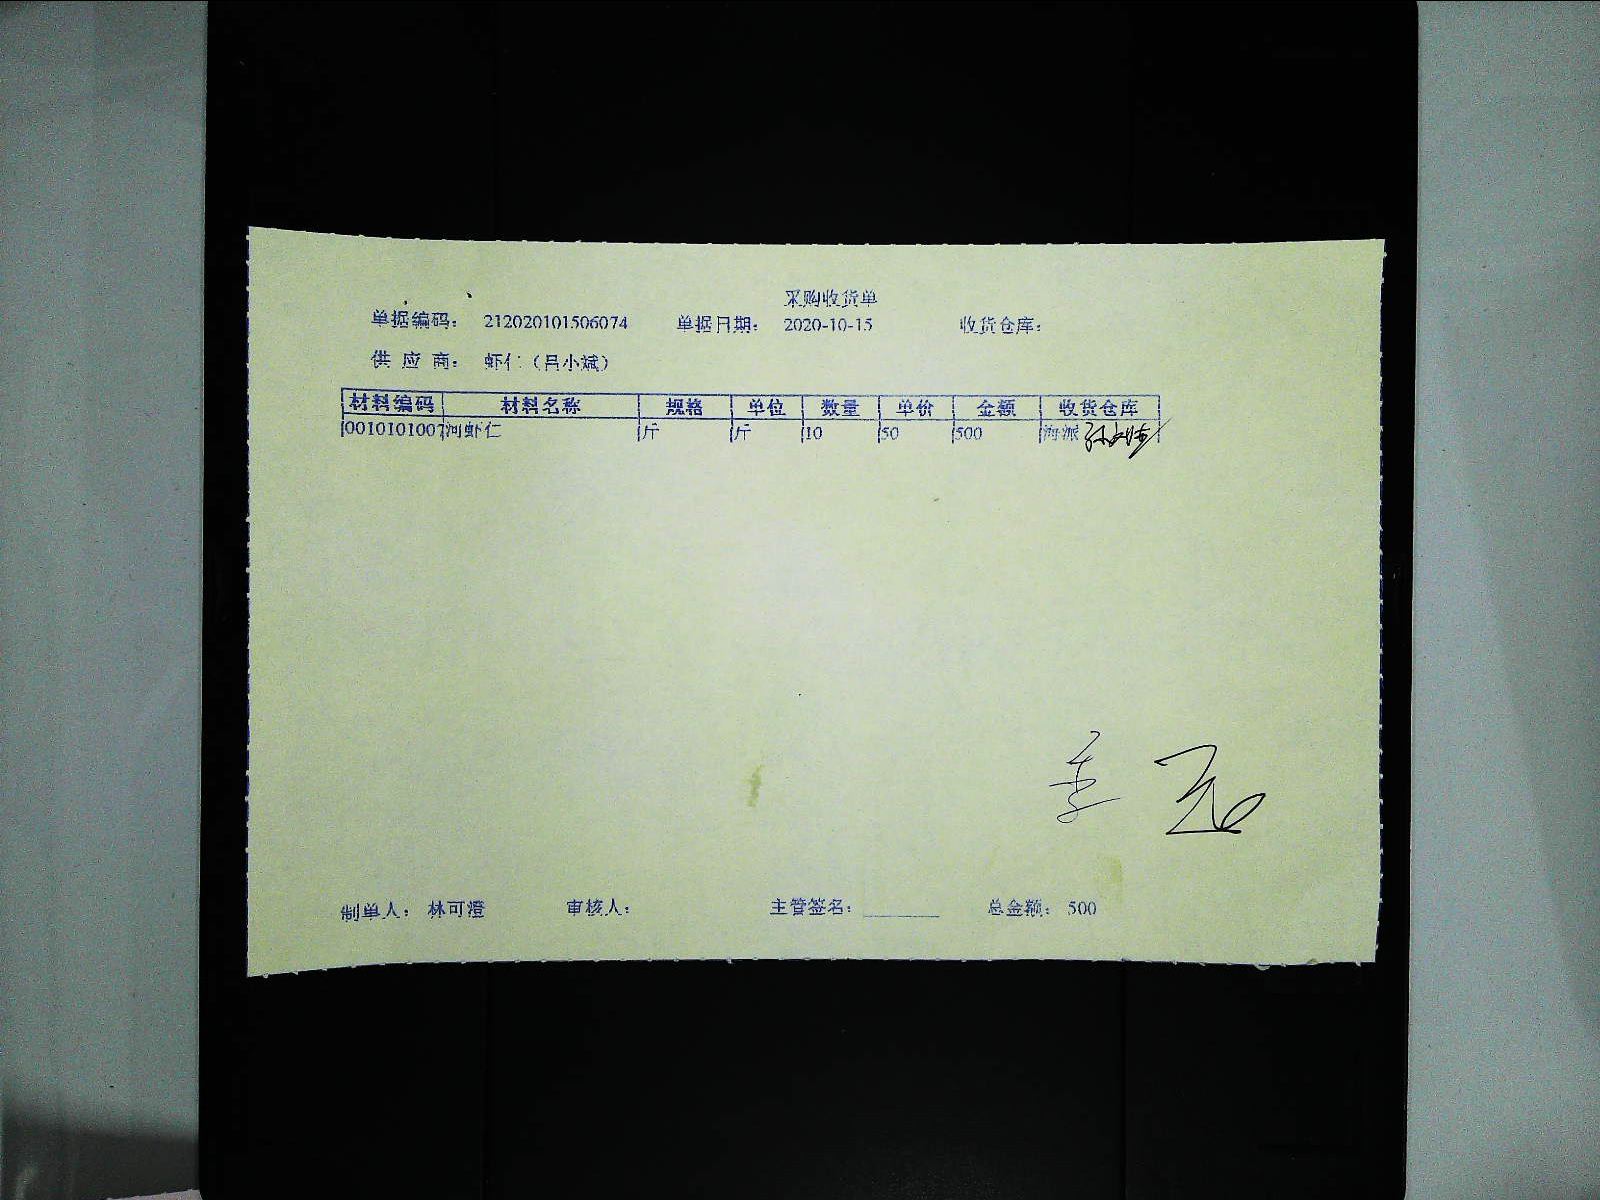 采购收货单
单据编码： 212020101506074 单据日期： 2020-10-15 收货仓库：
供 应 商： 虾仁（吕小斌）
材料编码 材料名称 规格 单位 数量 单价 金额 收货仓库
0010101007 河虾仁 斤 斤 10 50 500 海派
制单人： 林可澄 审核人： 主管签名： 总金额： 500